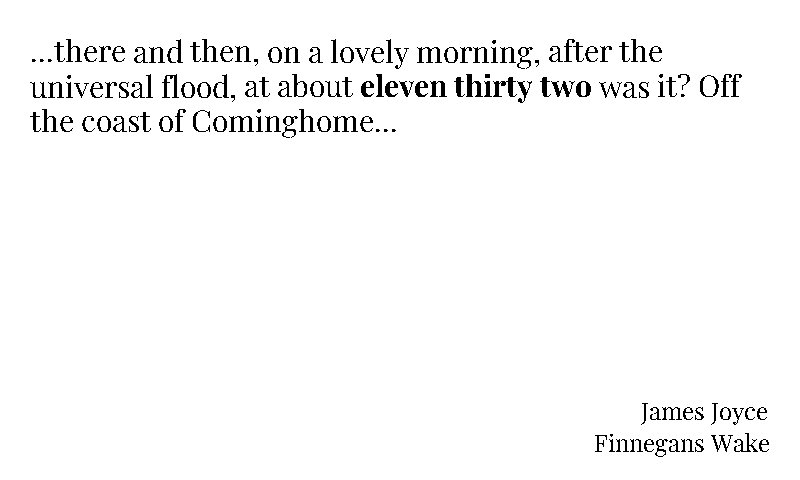 ...there and then, on a lovely morning, after the
universal flood, at about eleven thirty two was it? Off
the coast of Cominghome...
James Joyce
Finnegans Wake